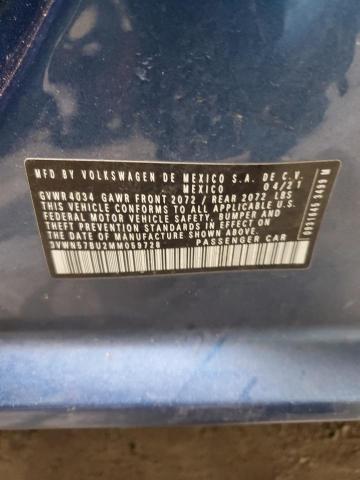 MFD. BY VOLKSWAGEN DE MEXICO S.A. DE C.V.
MEXICO 04/21
GVWR 4034 GAWR FRONT 2072 / REAR 2072 LBS
THIS VEHICLE CONFORMS TO ALL APPLICABLE U.S.
FEDERAL MOTOR VEHICLE SAFETY, BUMPER AND
THEFT PREVENTION STANDARDS IN EFFECT ON
THE DATE OF MANUFACTURE SHOWN ABOVE.
3VWN57BU2MM059728 PASSENGER CAR